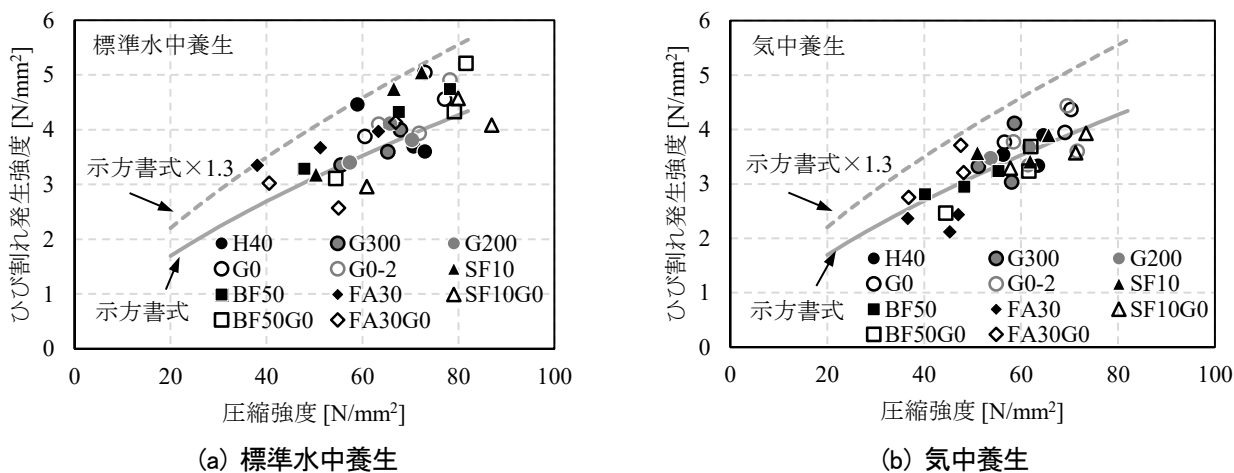 標準水中養生
示方書式×1.3
示方書式
H40 G300 G200
G0 G0-2 SF10
BF50 FA30 SF10G0
BF50G0 FA30G0
ひび割れ発生強度 [N/mm²]
6
5
4
3
2
1
0
0 20 40 60 80 100
圧縮強度 [N/mm²]
(a) 標準水中養生
気中養生
示方書式×1.3
示方書式
H40 G300 G200
G0 G0-2 SF10
BF50 FA30 SF10G0
BF50G0 FA30G0
ひび割れ発生強度 [N/mm²]
6
5
4
3
2
1
0
0 20 40 60 80 100
圧縮強度 [N/mm²]
(b) 気中養生